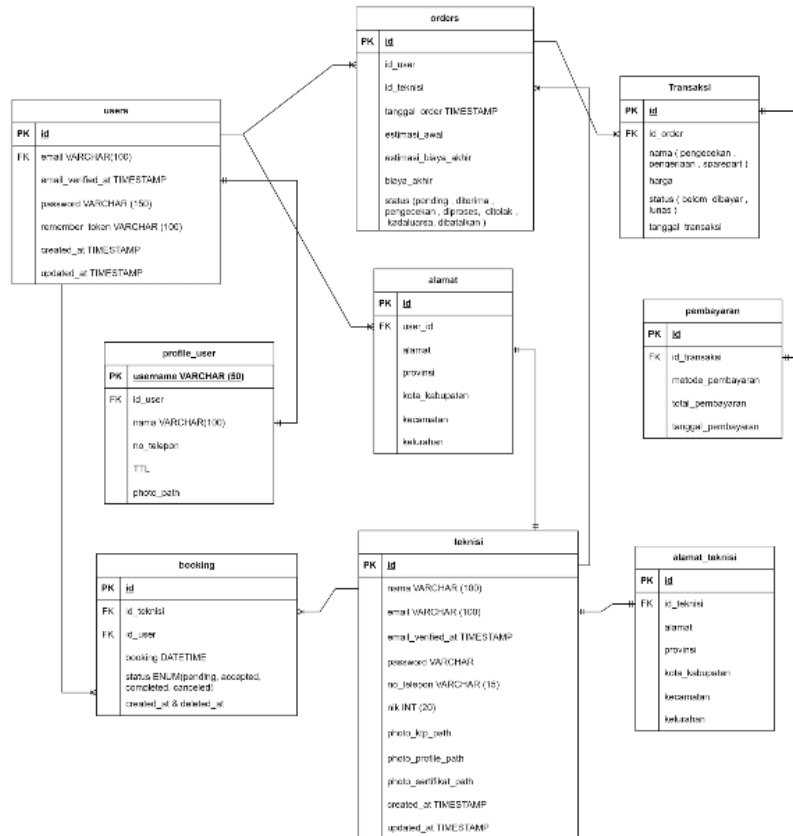 orders
PK id
id_user
id_teknisi
tanggal_order TIMESTAMP
estimasi_awal
estimasi_biaya_akhir
biaya_akhir
status (pending , diterima ,
pengecekan , diproses, ditolak ,
kadaluarsa, dibatalkan )
users
PK id
FK email VARCHAR(100)
email_verified_at TIMESTAMP
password VARCHAR (150)
remember_token VARCHAR (100)
created_at TIMESTAMP
updated_at TIMESTAMP
Transaksi
PK id
FK id_order
nama ( pengecekan ,
pengerjaan , sparepart )
harga
status ( belom_dibayar ,
lunas )
tanggal_transaksi
alamat
PK id
FK user_id
alamat
provinsi
kota_kabupaten
kecamatan
kelurahan
pembayaran
PK id
FK id_transaksi
metode_pembayaran
total_pembayaran
tanggal_pembayaran
profile_user
PK username VARCHAR (50)
FK id_user
nama VARCHAR(100)
no_telepon
TTL
photo_path
booking
PK id
FK id_teknisi
FK id_user
booking DATETIME
status ENUM(pending, accepted,
completed, canceled)
created_at & deleted_at
teknisi
PK id
nama VARCHAR (100)
email VARCHAR (100)
email_verified_at TIMESTAMP
password VARCHAR
no_telepon VARCHAR (15)
nik INT (20)
photo_ktp_path
photo_profile_path
photo_sertifikat_path
created_at TIMESTAMP
updated_at TIMESTAMP
alamat_teknisi
PK id
FK id_teknisi
alamat
provinsi
kota_kabupaten
kecamatan
kelurahan